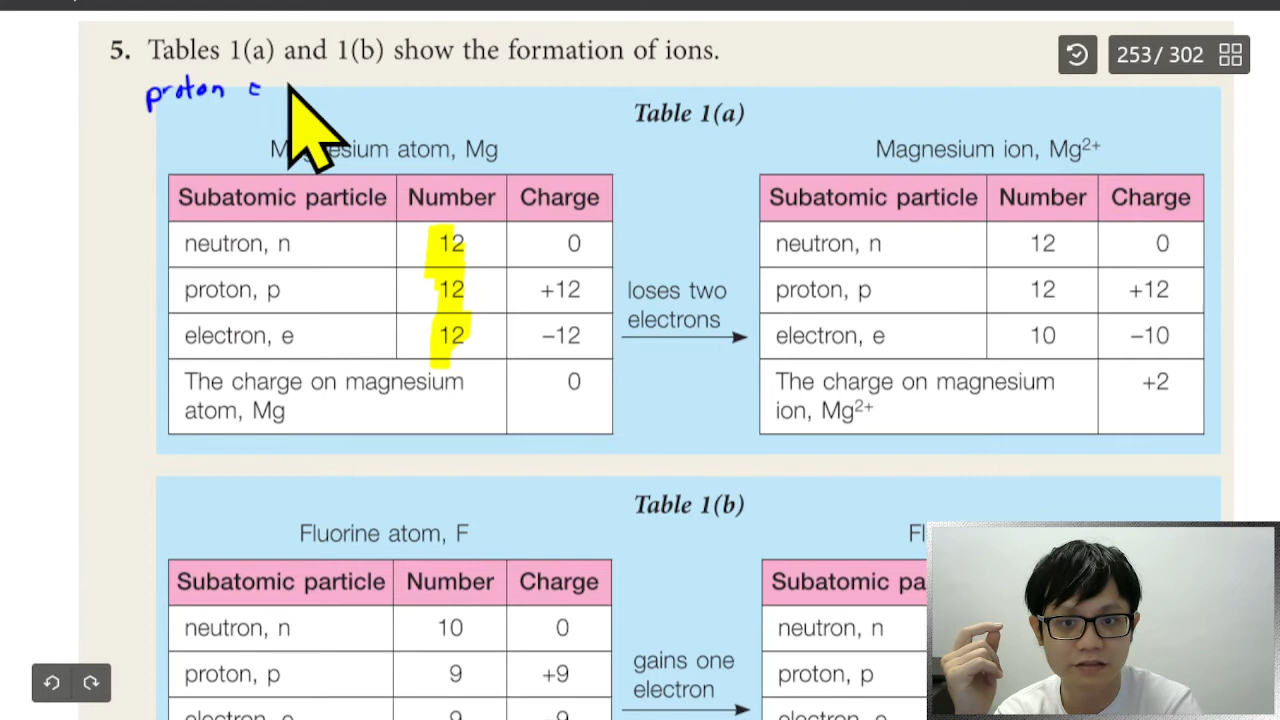 5. Tables 1(a) and 1(b) show the formation of ions.
253 / 302
proton
Table 1(a)
atom, Mg
Magnesium ion, Mg²⁺
Subatomic particle Number Charge
neutron, n 12 0
proton, p 12 +12
electron, e 12 −12
The charge on magnesium atom, Mg 0
loses two
electrons
Subatomic particle Number Charge
neutron, n 12 0
proton, p 12 +12
electron, e 10 −10
The charge on magnesium
ion, Mg²⁺ +2
Table 1(b)
Fluorine atom, F
Subatomic particle Number Charge
neutron, n 10 0
proton, p 9 +9
electron, e 9 −9
gains one
electron
Subatomic
neutron, n
proton, p